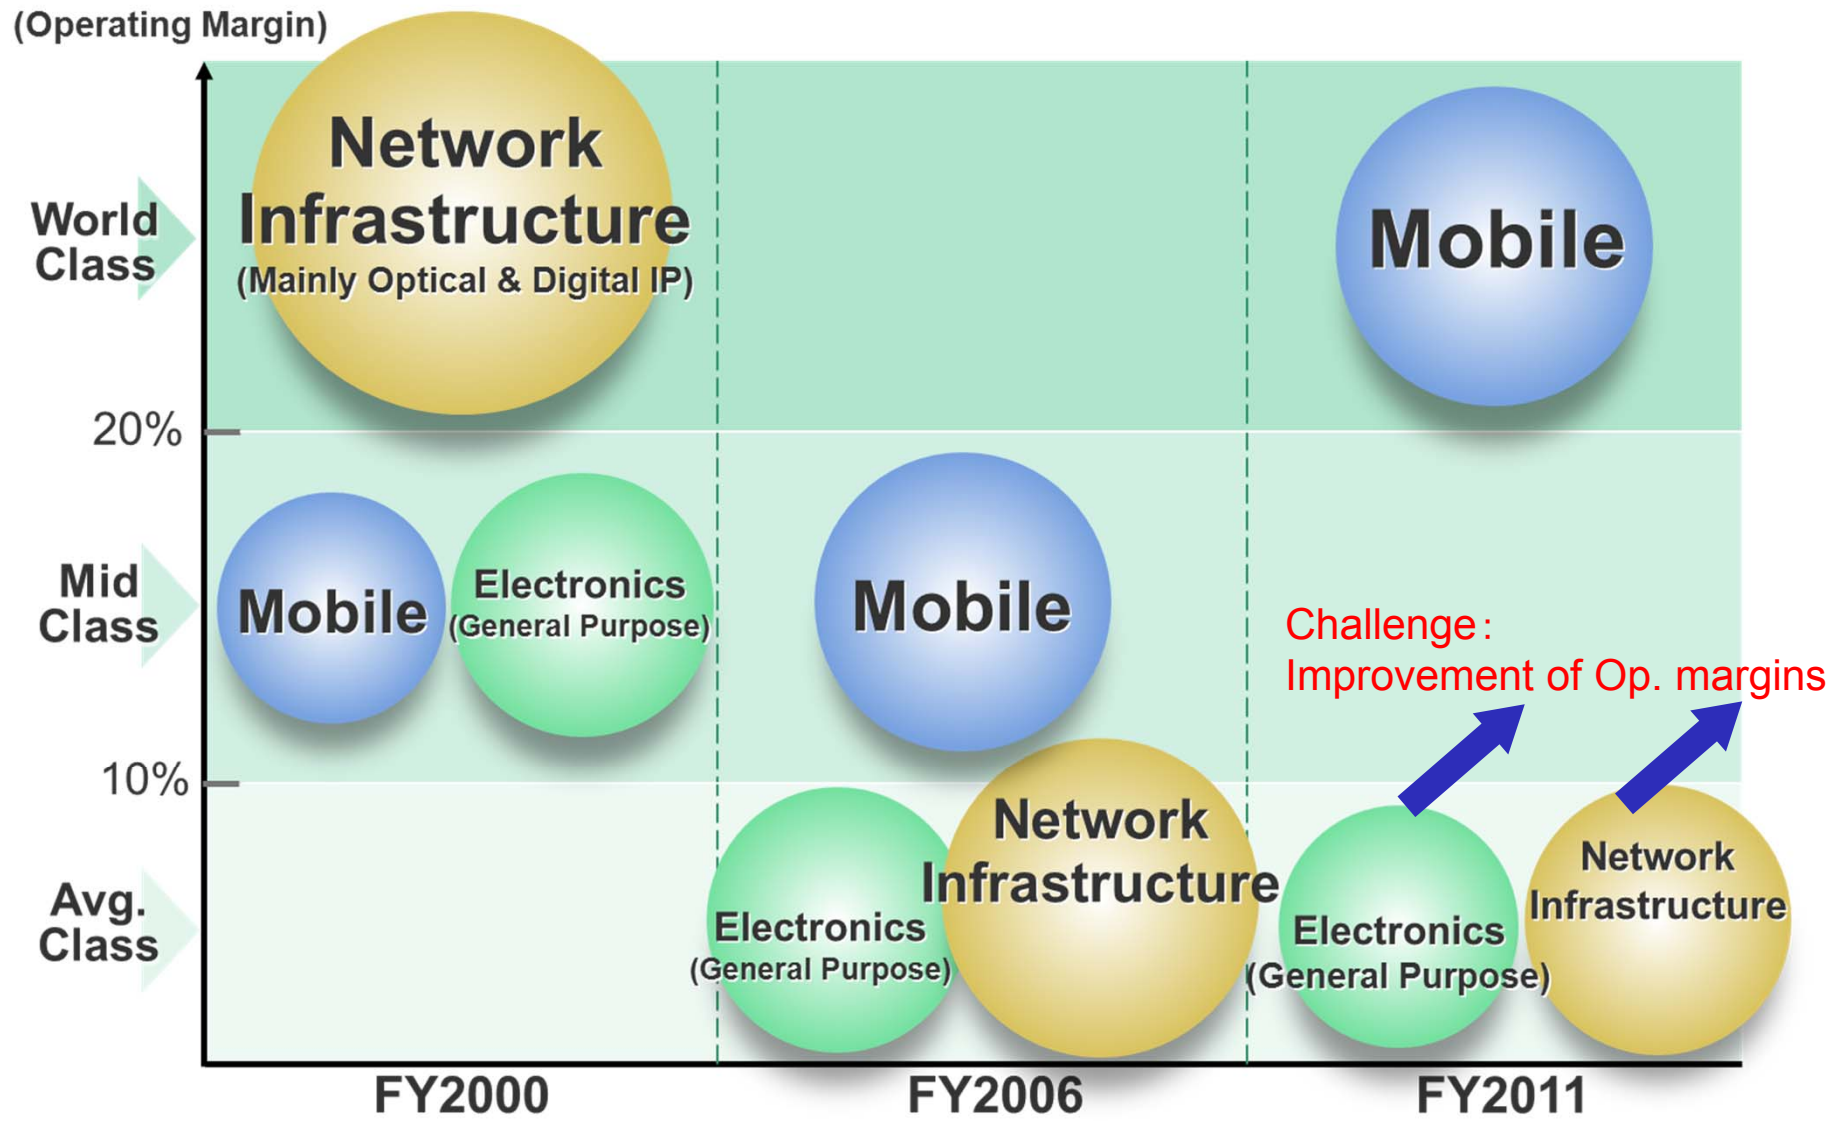 (Operating Margin)
World
Class
20%
Mid
Class
10%
Avg.
Class
Network
Infrastructure
(Mainly Optical & Digital IP)
Mobile
Electronics
(General Purpose)
Mobile
Electronics
(General Purpose)
Network
Infrastructure
Mobile
Challenge:
Improvement of Op. margins
Electronics
(General Purpose)
Network
Infrastructure
FY2000
FY2006
FY2011